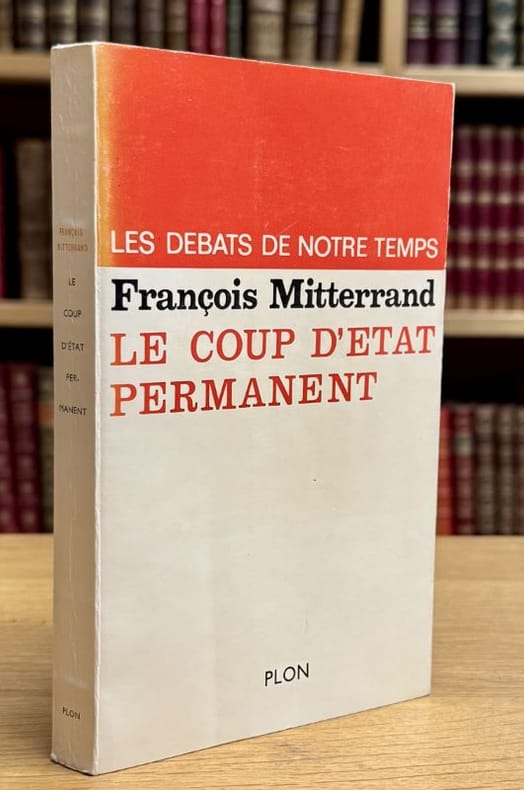 FRANÇOIS
MITTERRAND
LE
COUP
D'ÉTAT
PER-
MANENT
PLON
LES DEBATS DE NOTRE TEMPS
François Mitterrand
LE COUP D'ETAT
PERMANENT
PLON